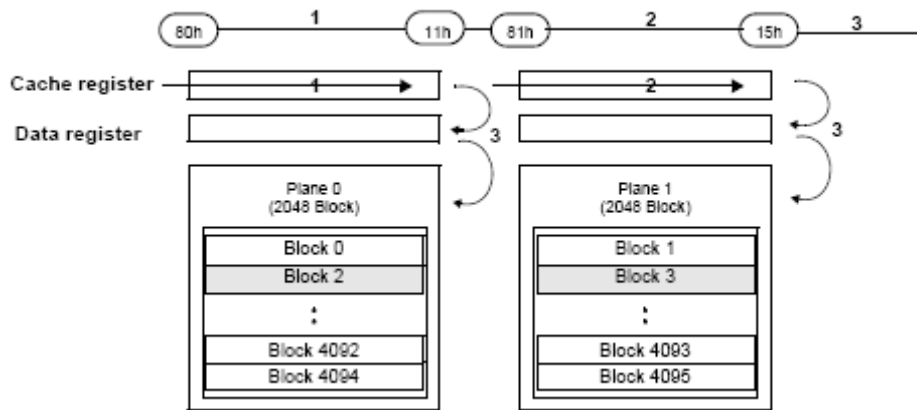 1 2 3
80h 11h 81h 15h
Cache register 1 2
Data register 3 3
Plane 0 Plane 1
(2048 Block) (2048 Block)
Block 0 Block 1
Block 2 Block 3
: :
Block 4092 Block 4093
Block 4094 Block 4095